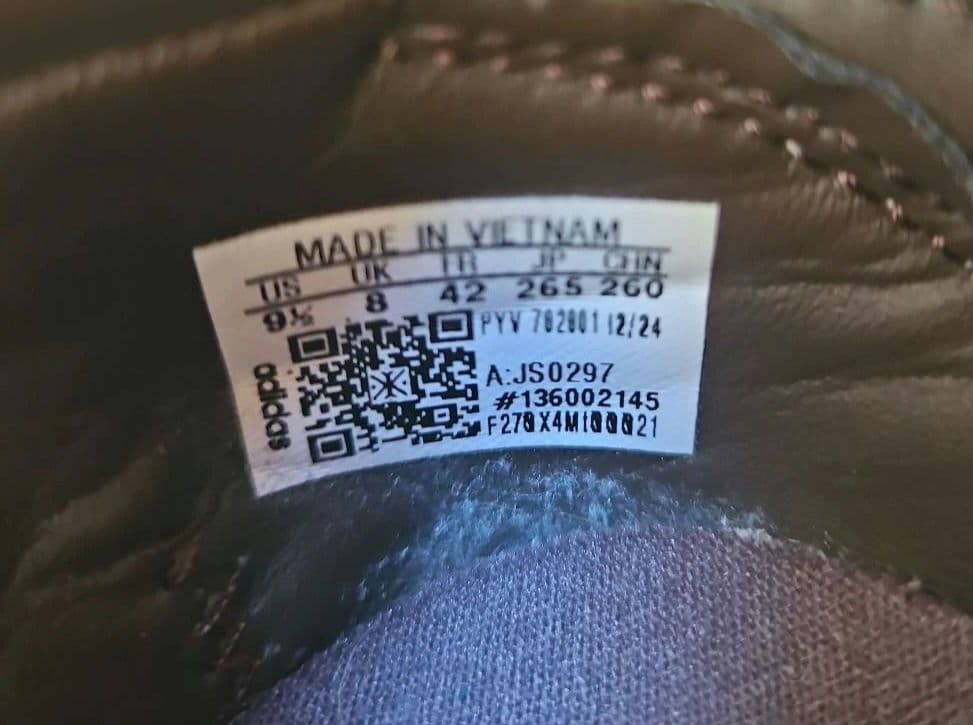 MADE IN VIETNAM
US UK FR JP CHN
9½ 8 42 265 260
PYV 702001 12/24
adidas
A:JS0297
#136002145